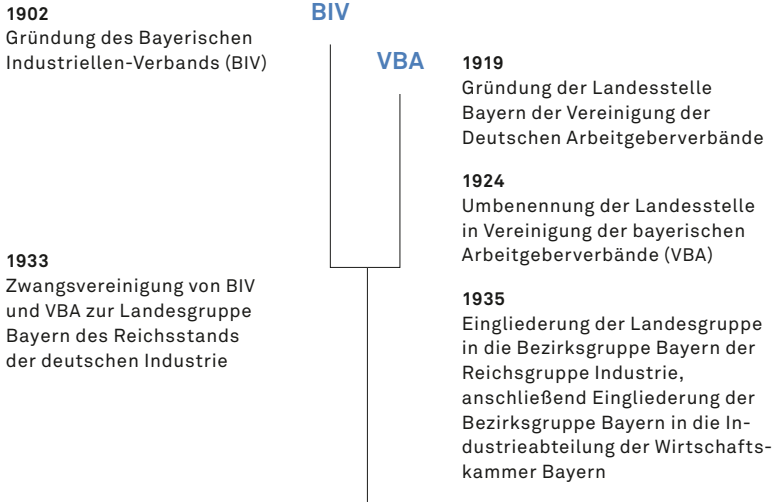 1902
Gründung des Bayerischen
Industriellen-Verbands (BIV)
BIV
VBA
1919
Gründung der Landesstelle
Bayern der Vereinigung der
Deutschen Arbeitgeberverbände
1924
Umbenennung der Landesstelle
in Vereinigung der bayerischen
Arbeitgeberverbände (VBA)
1933
Zwangsvereinigung von BIV
und VBA zur Landesgruppe
Bayern des Reichsstands
der deutschen Industrie
1935
Eingliederung der Landesgruppe
in die Bezirksgruppe Bayern der
Reichsgruppe Industrie,
anschließend Eingliederung der
Bezirksgruppe Bayern in die In-
dustrieabteilung der Wirtschafts-
kammer Bayern